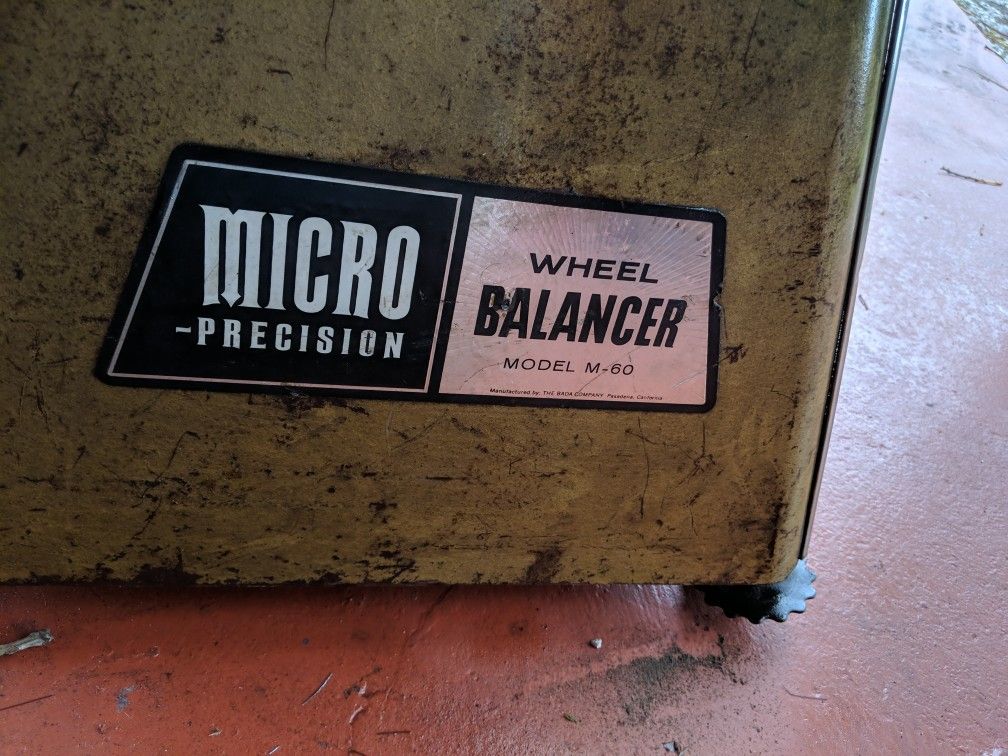 MICRO
-PRECISION
WHEEL
BALANCER
MODEL M-60
Manufactured by: THE BADA COMPANY Pasadena, California